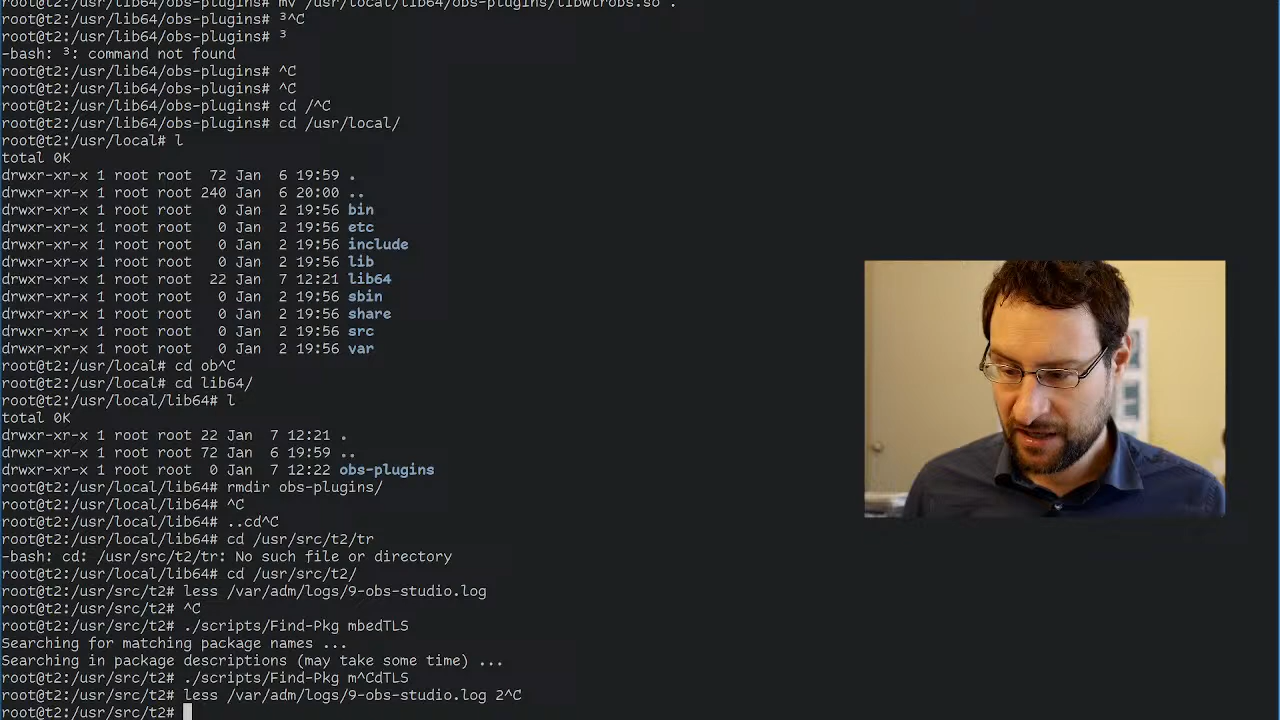 root@t2:/usr/lib64/obs-plugins# mv /usr/local/lib64/obs-plugins/libwlrobs.so .
root@t2:/usr/lib64/obs-plugins# ³^C
root@t2:/usr/lib64/obs-plugins# ³
-bash: ³: command not found
root@t2:/usr/lib64/obs-plugins# ^C
root@t2:/usr/lib64/obs-plugins# ^C
root@t2:/usr/lib64/obs-plugins# cd /^C
root@t2:/usr/lib64/obs-plugins# cd /usr/local/
root@t2:/usr/local# l
total 0K
drwxr-xr-x 1 root root  72 Jan  6 19:59 .
drwxr-xr-x 1 root root 240 Jan  6 20:00 ..
drwxr-xr-x 1 root root   0 Jan  2 19:56 bin
drwxr-xr-x 1 root root   0 Jan  2 19:56 etc
drwxr-xr-x 1 root root   0 Jan  2 19:56 include
drwxr-xr-x 1 root root   0 Jan  2 19:56 lib
drwxr-xr-x 1 root root  22 Jan  7 12:21 lib64
drwxr-xr-x 1 root root   0 Jan  2 19:56 sbin
drwxr-xr-x 1 root root   0 Jan  2 19:56 share
drwxr-xr-x 1 root root   0 Jan  2 19:56 src
drwxr-xr-x 1 root root   0 Jan  2 19:56 var
root@t2:/usr/local# cd ob^C
root@t2:/usr/local# cd lib64/
root@t2:/usr/local/lib64# l
total 0K
drwxr-xr-x 1 root root 22 Jan  7 12:21 .
drwxr-xr-x 1 root root 72 Jan  6 19:59 ..
drwxr-xr-x 1 root root  0 Jan  7 12:22 obs-plugins
root@t2:/usr/local/lib64# rmdir obs-plugins/
root@t2:/usr/local/lib64# ^C
root@t2:/usr/local/lib64# ..cd^C
root@t2:/usr/local/lib64# cd /usr/src/t2/tr
-bash: cd: /usr/src/t2/tr: No such file or directory
root@t2:/usr/local/lib64# cd /usr/src/t2/
root@t2:/usr/src/t2# less /var/adm/logs/9-obs-studio.log
root@t2:/usr/src/t2# ^C
root@t2:/usr/src/t2# ./scripts/Find-Pkg mbedTLS
Searching for matching package names ...
Searching in package descriptions (may take some time) ...
root@t2:/usr/src/t2# ./scripts/Find-Pkg m^CdTLS
root@t2:/usr/src/t2# less /var/adm/logs/9-obs-studio.log 2^C
root@t2:/usr/src/t2#